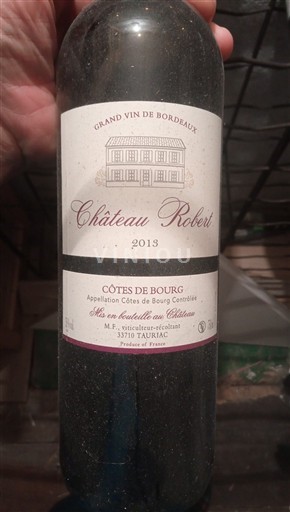 GRAND VIN DE BORDEAUX
Château Robert
2013
VINIOU
CÔTES DE BOURG
Appellation Côtes de Bourg Contrôlée
Mis en bouteille au Château
M.F., viticulteur-récoltant
33710 TAURIAC
Produce of France